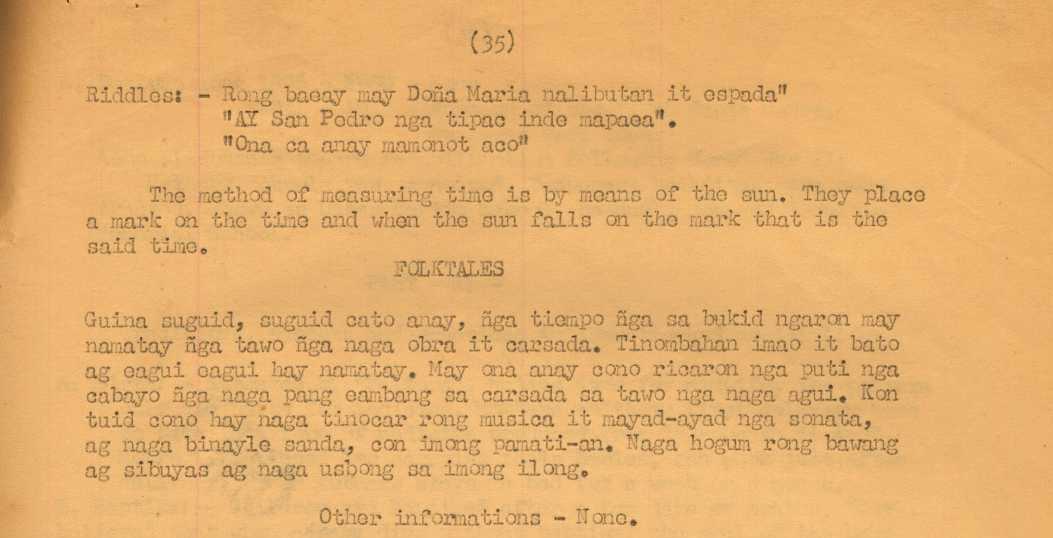 (35)
Riddles: - Rong baeay may Doña Maria nalibutan it espada"
"AY San Pedro nga tipac inde mapaea".
"Ona ca anay mamonot aco"
The method of measuring time is by means of the sun. They place
a mark on the time and when the sun falls on the mark that is the
said time.
FOLKTALES
Guina suguid, suguid cato anay, ñga tiempo ñga sa bukid ngaron may
namatay ñga tawo ñga naga obra it carsada. Tinombahan imao it bato
ag eagui eagui hay namatay. May ona anay cono ricaron nga puti nga
cabayo ñga naga pang eambang sa carsada sa tawo nga naga agui. Kon
tuid cono hay naga tinocar rong musica it mayad-ayad nga sonata,
ag naga binayle sanda, con imong pamati-an. Naga hogum rong bawang
ag sibuyas ag naga usbong sa imong ilong.
Other informations - None.